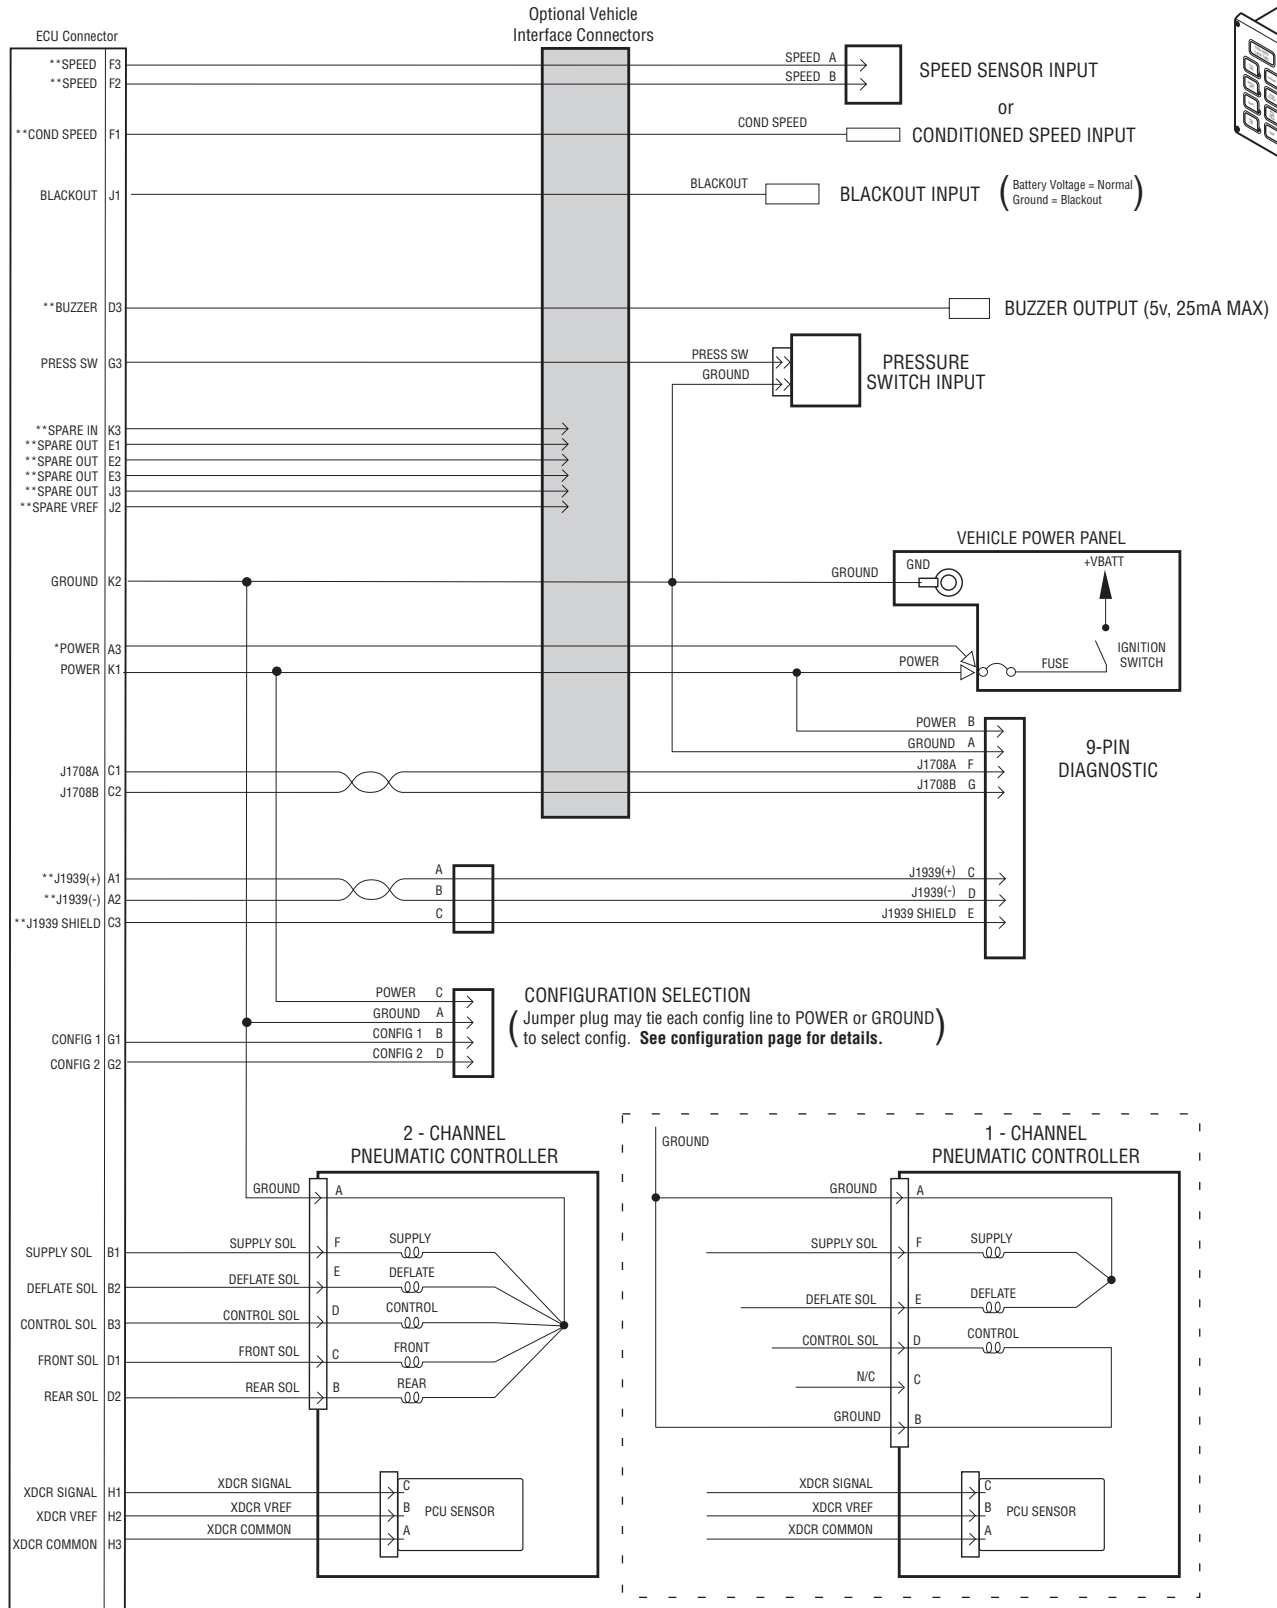 Optional Vehicle
Interface Connectors
ECU Connector
**SPEED F3
SPEED A
**SPEED F2
SPEED B
SPEED SENSOR INPUT
or
**COND SPEED F1
COND SPEED
CONDITIONED SPEED INPUT
BLACKOUT J1
BLACKOUT
BLACKOUT INPUT
(Battery Voltage = Normal
Ground = Blackout)
**BUZZER D3
BUZZER OUTPUT (5v, 25mA MAX)
PRESS SW G3
PRESS SW
GROUND
PRESSURE
SWITCH INPUT
**SPARE IN K3
**SPARE OUT E1
**SPARE OUT E2
**SPARE OUT E3
**SPARE OUT J3
**SPARE VREF J2
VEHICLE POWER PANEL
GROUND K2
GROUND
GND
+VBATT
*POWER A3
POWER K1
POWER
FUSE
IGNITION
SWITCH
POWER B
GROUND A
J1708A C1
J1708A F
J1708B C2
J1708B G
9-PIN
DIAGNOSTIC
**J1939(+) A1
A
J1939(+) C
**J1939(-) A2
B
J1939(-) D
**J1939 SHIELD C3
C
J1939 SHIELD E
POWER C
GROUND A
CONFIG 1 G1
CONFIG 1 B
CONFIG 2 G2
CONFIG 2 D
CONFIGURATION SELECTION
(Jumper plug may tie each config line to POWER or GROUND
to select config. See configuration page for details.)
2 - CHANNEL
PNEUMATIC CONTROLLER
GROUND A
SUPPLY SOL B1
SUPPLY SOL F SUPPLY
DEFLATE SOL B2
DEFLATE SOL E DEFLATE
CONTROL SOL B3
CONTROL SOL D CONTROL
FRONT SOL D1
FRONT SOL C FRONT
REAR SOL D2
REAR SOL B REAR
XDCR SIGNAL H1
XDCR SIGNAL C
XDCR VREF H2
XDCR VREF B
XDCR COMMON H3
XDCR COMMON A
PCU SENSOR
1 - CHANNEL
PNEUMATIC CONTROLLER
GROUND
GROUND A
SUPPLY SOL F SUPPLY
DEFLATE SOL E DEFLATE
CONTROL SOL D CONTROL
N/C C
GROUND B
XDCR SIGNAL C
XDCR VREF B
XDCR COMMON A
PCU SENSOR